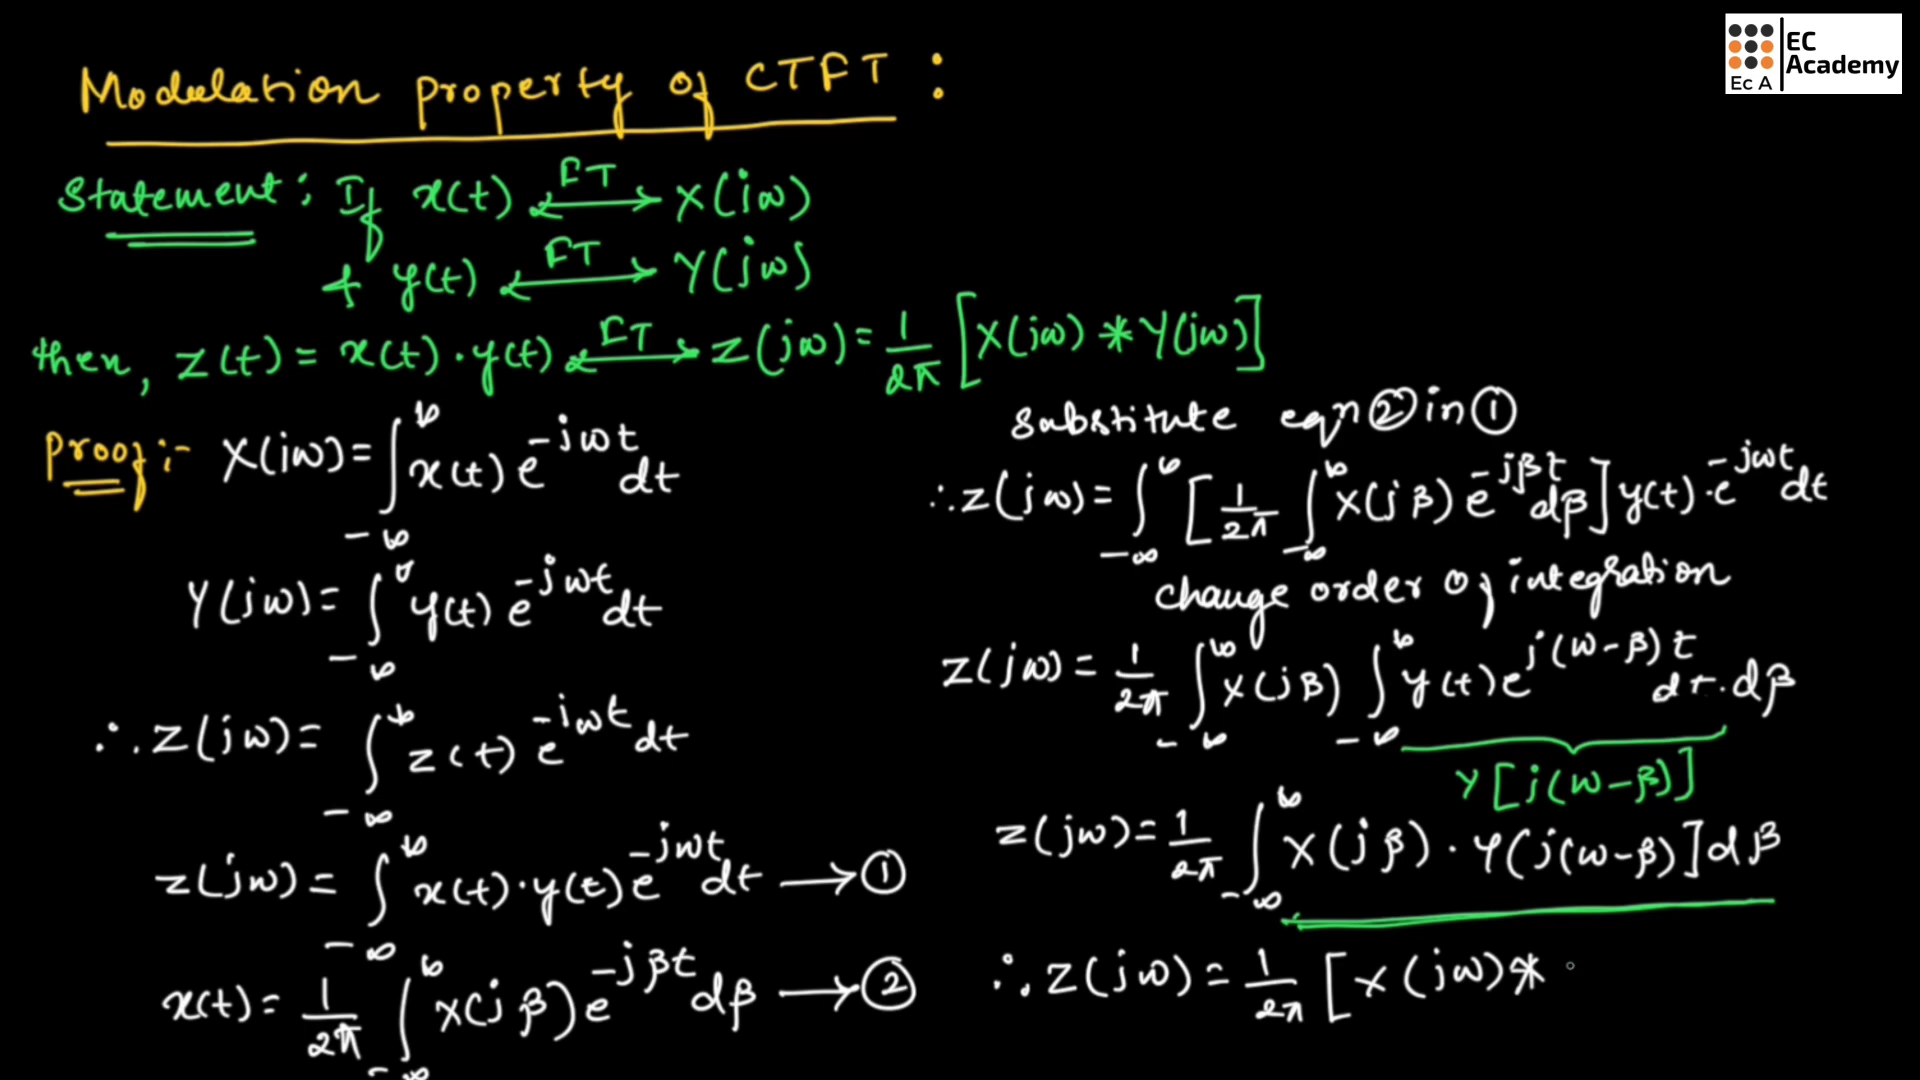 EC
Academy
Ec A
Modulation property of CTFT :
Statement: If x(t) ←FT→ X(jω)
+ y(t) ←FT→ Y(jω)
then, z(t) = x(t)·y(t) ←FT→ z(jω) = 1/2π [X(jω) * Y(jω)]
Proof:- X(jω) = ∫_{-∞}^{∞} x(t) e^{-jωt} dt
Y(jω) = ∫_{-∞}^{∞} y(t) e^{-jωt} dt
∴ z(jω) = ∫_{-∞}^{∞} z(t) e^{-jωt} dt
z(jω) = ∫_{-∞}^{∞} x(t)·y(t) e^{-jωt} dt → ①
x(t) = 1/2π ∫_{-∞}^{∞} X(jβ) e^{-jβt} dβ → ②
substitute eqn ② in ①
∴ z(jω) = ∫_{-∞}^{∞} [1/2π ∫_{-∞}^{∞} X(jβ) e^{-jβt} dβ] y(t)·e^{-jωt} dt
change order of integration
z(jω) = 1/2π ∫_{-∞}^{∞} X(jβ) ∫_{-∞}^{∞} y(t) e^{j(ω-β)t} dt·dβ
Y[j(ω-β)]
z(jω) = 1/2π ∫_{-∞}^{∞} X(jβ)·Y(j(ω-β)] dβ
∴ z(jω) = 1/2π [X(jω) *